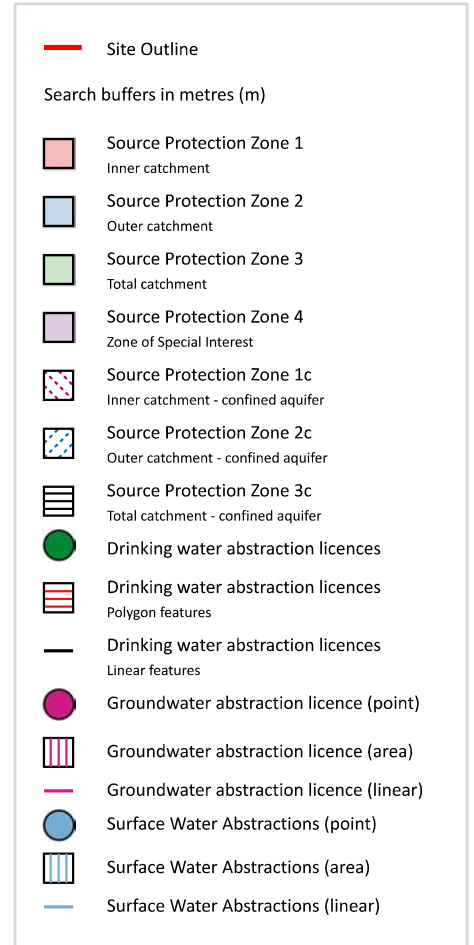 Site Outline
Search buffers in metres (m)
Source Protection Zone 1
Inner catchment
Source Protection Zone 2
Outer catchment
Source Protection Zone 3
Total catchment
Source Protection Zone 4
Zone of Special Interest
Source Protection Zone 1c
Inner catchment - confined aquifer
Source Protection Zone 2c
Outer catchment - confined aquifer
Source Protection Zone 3c
Total catchment - confined aquifer
Drinking water abstraction licences
Drinking water abstraction licences
Polygon features
Drinking water abstraction licences
Linear features
Groundwater abstraction licence (point)
Groundwater abstraction licence (area)
Groundwater abstraction licence (linear)
Surface Water Abstractions (point)
Surface Water Abstractions (area)
Surface Water Abstractions (linear)